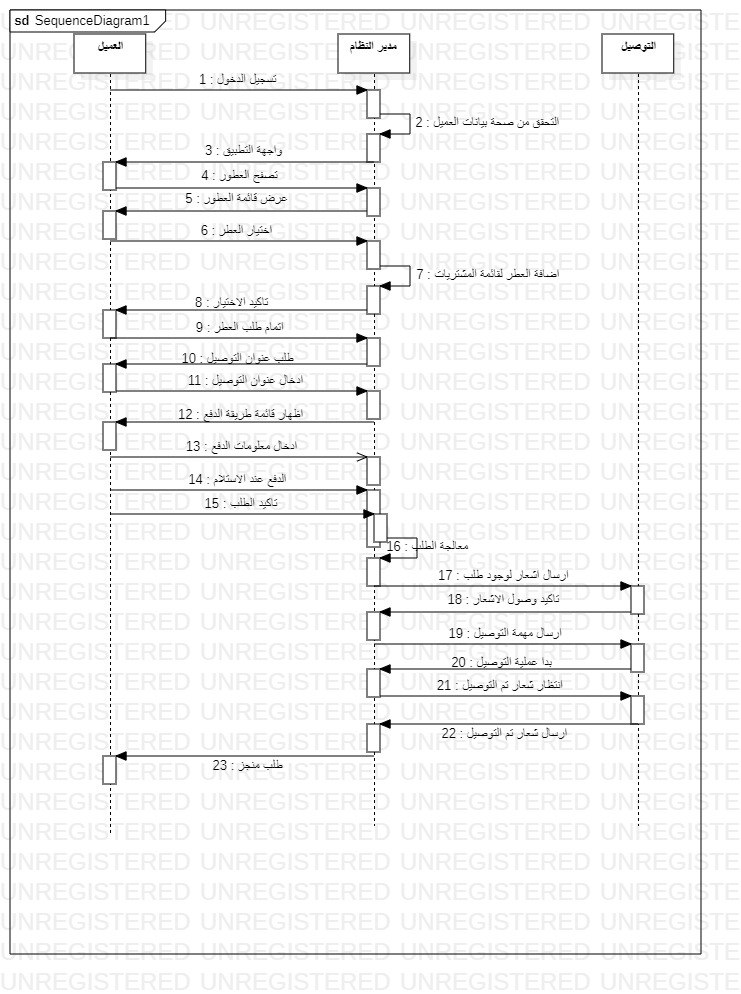 sd SequenceDiagram1
العميل
مدير النظام
التوصيل
1 : تسجيل الدخول
2 : التحقق من صحة بيانات العميل
3 : واجهة التطبيق
4 : تصفح العطور
5 : عرض قائمة العطور
6 : اختيار العطر
7 : اضافة العطر لقائمة المشتريات
8 : تاكيد الاختيار
9 : اتمام طلب العطر
10 : طلب عنوان التوصيل
11 : ادخال عنوان التوصيل
12 : اظهار قائمة طريقة الدفع
13 : ادخال معلومات الدفع
14 : الدفع عند الاستلام
15 : تاكيد الطلب
16 : معالجة الطلب
17 : ارسال اشعار لوجود طلب
18 : تاكيد وصول الاشعار
19 : ارسال مهمة التوصيل
20 : بدا عملية التوصيل
21 : انتظار شعار تم التوصيل
22 : ارسال شعار تم التوصيل
23 : طلب منجز
UNREGISTERED